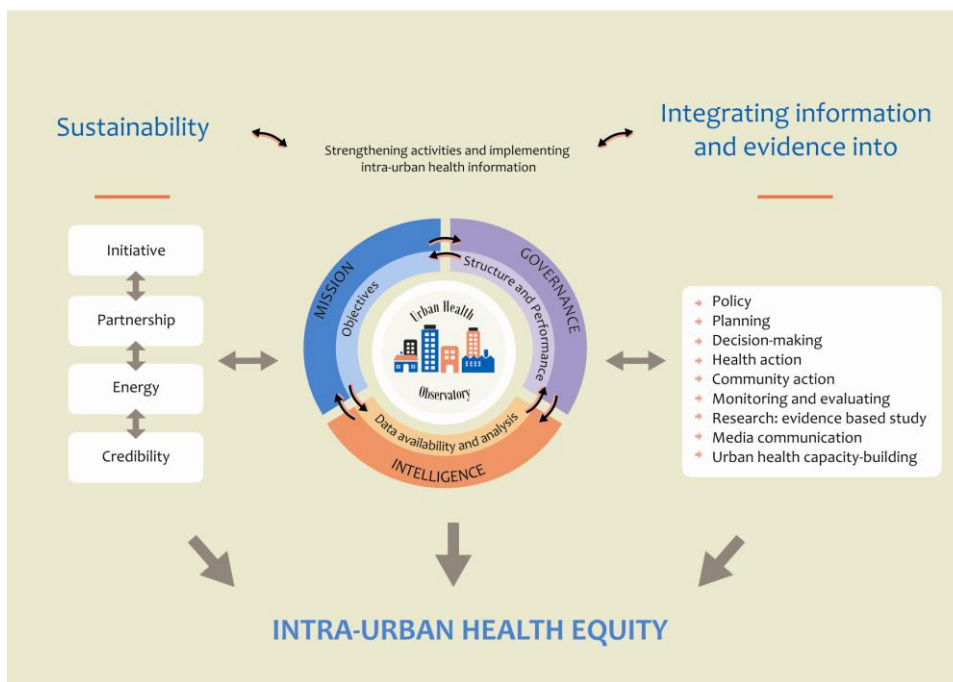 Sustainability
Strengthening activities and implementing
intra-urban health information
Integrating information
and evidence into
Initiative
Partnership
Energy
Credibility
MISSION
Objectives
GOVERNANCE
Structure and Performance
Urban Health
Observatory
Data availability and analysis
INTELLIGENCE
Policy
Planning
Decision-making
Health action
Community action
Monitoring and evaluating
Research: evidence based study
Media communication
Urban health capacity-building
INTRA-URBAN HEALTH EQUITY